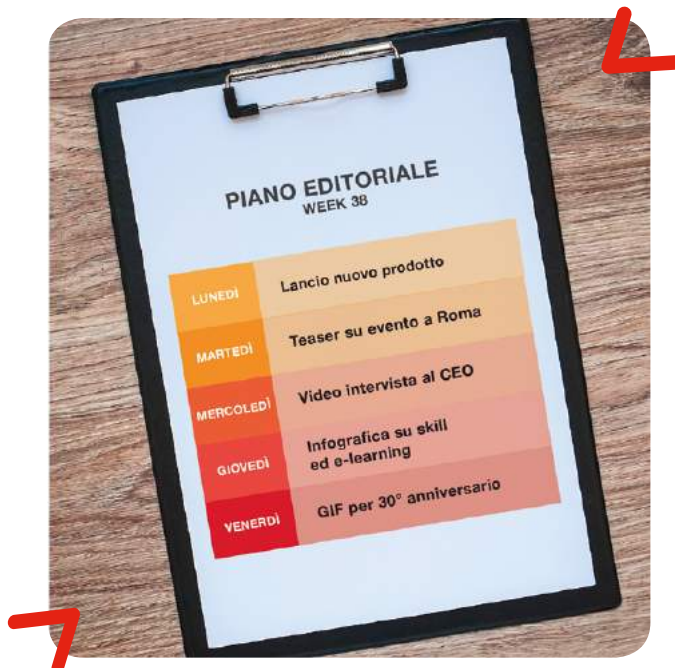 PIANO EDITORIALE
WEEK 38
LUNEDÌ
Lancio nuovo prodotto
MARTEDÌ
Teaser su evento a Roma
MERCOLEDÌ
Video intervista al CEO
GIOVEDÌ
Infografica su skill
ed e-learning
VENERDÌ
GIF per 30° anniversario